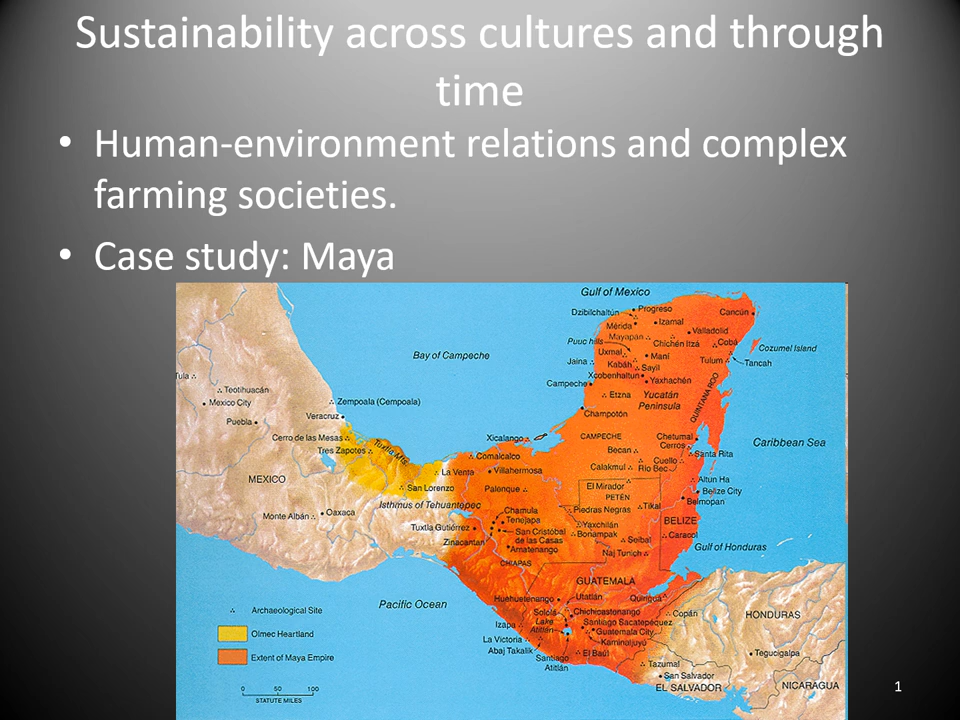 Sustainability across cultures and through
time
• Human-environment relations and complex
farming societies.
• Case study: Maya
Gulf of Mexico
Dzibilchaltún
Progreso
Cancún
Mérida
Izamal
Mayapan
Valladolid
Puuc hills
Chichén Itzá
Cobá
Uxmal
Maní
Cozumel Island
Bay of Campeche
Jaina
Kabáh
Sayil
Tulum
Tancah
Tula
Xcobenhaltun
Teotihuacán
Campeche
Yaxhachén
Mexico City
Zempoala (Cempoala)
Etzna
Yucatán
Peninsula
QUINTANA ROO
Veracruz
Champotón
Puebla
Cerro de las Mesas
Tuxtla Mts.
Xicalango
CAMPECHE
Chetumal
Caribbean Sea
Tres Zapotes
Comalcalco
Becan
Cerros
Santa Rita
La Venta
Villahermosa
Calakmul
Cuello
Río Bec
MEXICO
San Lorenzo
Palenque
El Mirador
Altun Ha
PETÉN
Belize City
Isthmus of Tehuantepec
Belmopan
Monte Albán
Oaxaca
Chamula
Piedras Negras
Tikal
Tenejapa
Yaxchilán
BELIZE
Tuxtla Gutiérrez
San Cristóbal
de las Casas
Bonampak
Seibal
Caracol
Zinacantan
Amatenango
Naj Tunich
Gulf of Honduras
CHIAPAS
GUATEMALA
Huehuetenango
Utatlán
Quiriguá
Pacific Ocean
Sololá
Chichicastenango
Copán
HONDURAS
Archaeological Site
Izapa
Lake
Atitlán
Santiago Sacatepéquez
Guatemala City
Olmec Heartland
La Victoria
Kaminaljuyú
Abaj Takalik
El Baúl
Tegucigalpa
Extent of Maya Empire
Santiago
Atitlán
Tazumal
San Salvador
EL SALVADOR
NICARAGUA
1
0 50 100
STATUTE MILES